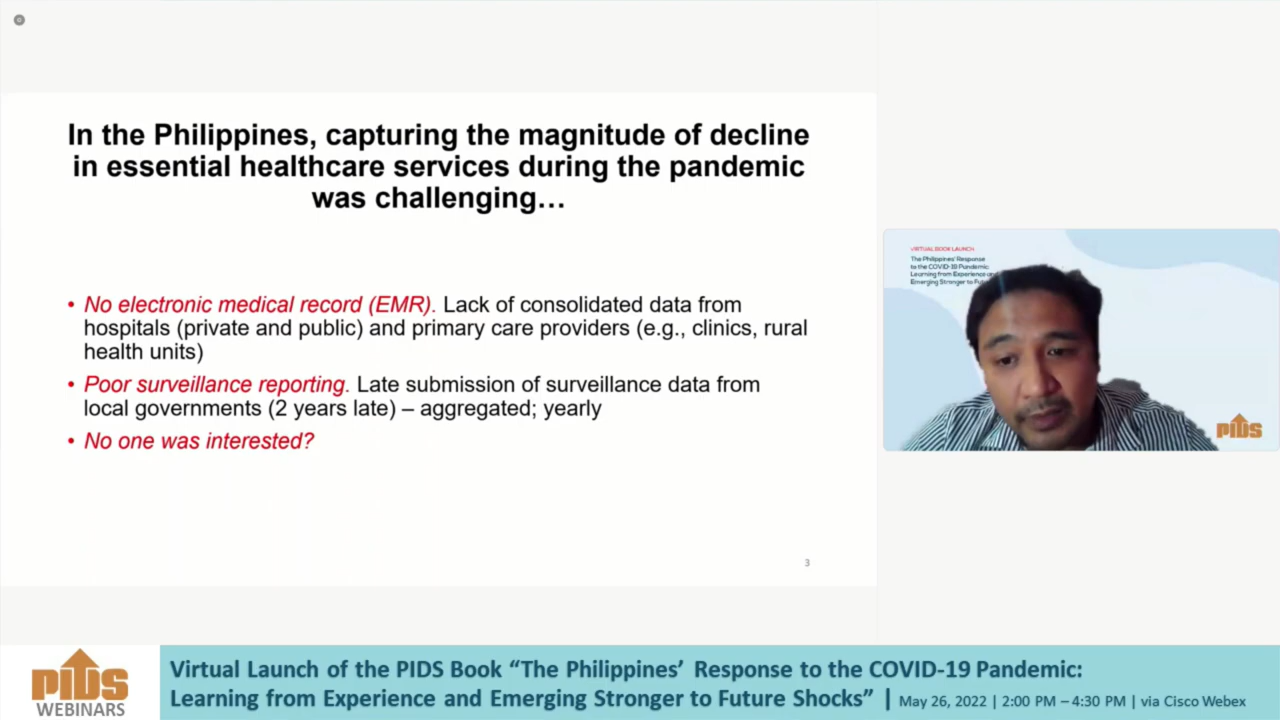 In the Philippines, capturing the magnitude of decline
in essential healthcare services during the pandemic
was challenging…
• No electronic medical record (EMR). Lack of consolidated data from
hospitals (private and public) and primary care providers (e.g., clinics, rural
health units)
• Poor surveillance reporting. Late submission of surveillance data from
local governments (2 years late) – aggregated; yearly
• No one was interested?
3
VIRTUAL BOOK LAUNCH
The Philippines' Response
to the COVID-19 Pandemic:
Learning from Experience
Emerging Stronger to
PIDS
PIDS
WEBINARS
Virtual Launch of the PIDS Book “The Philippines’ Response to the COVID-19 Pandemic:
Learning from Experience and Emerging Stronger to Future Shocks” | May 26, 2022 | 2:00 PM – 4:30 PM | via Cisco Webex